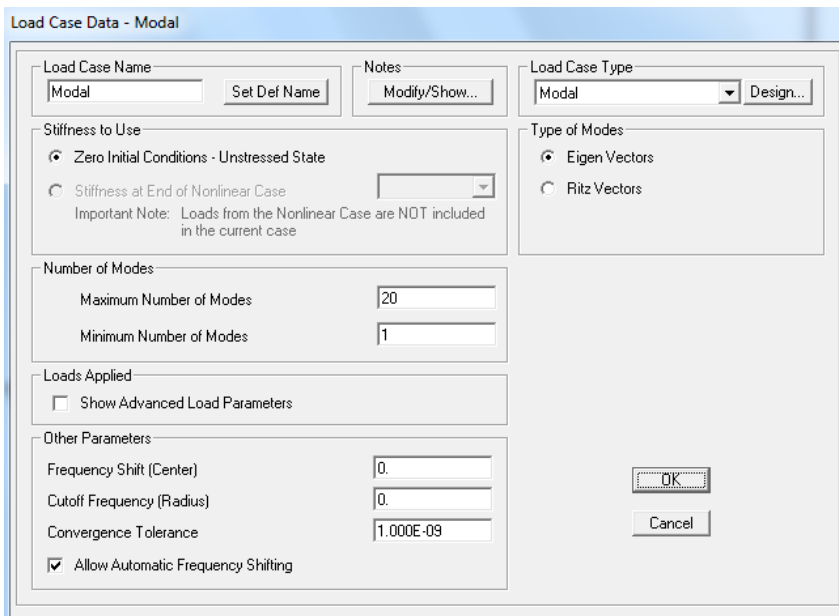 Load Case Data - Modal
Load Case Name
Modal
Set Def Name
Notes
Modify/Show...
Load Case Type
Modal
Design...
Stiffness to Use
Zero Initial Conditions - Unstressed State
Stiffness at End of Nonlinear Case
Important Note: Loads from the Nonlinear Case are NOT included
in the current case
Type of Modes
Eigen Vectors
Ritz Vectors
Number of Modes
Maximum Number of Modes 20
Minimum Number of Modes 1
Loads Applied
Show Advanced Load Parameters
Other Parameters
Frequency Shift (Center) 0.
Cutoff Frequency (Radius) 0.
Convergence Tolerance 1.000E-09
Allow Automatic Frequency Shifting
OK
Cancel